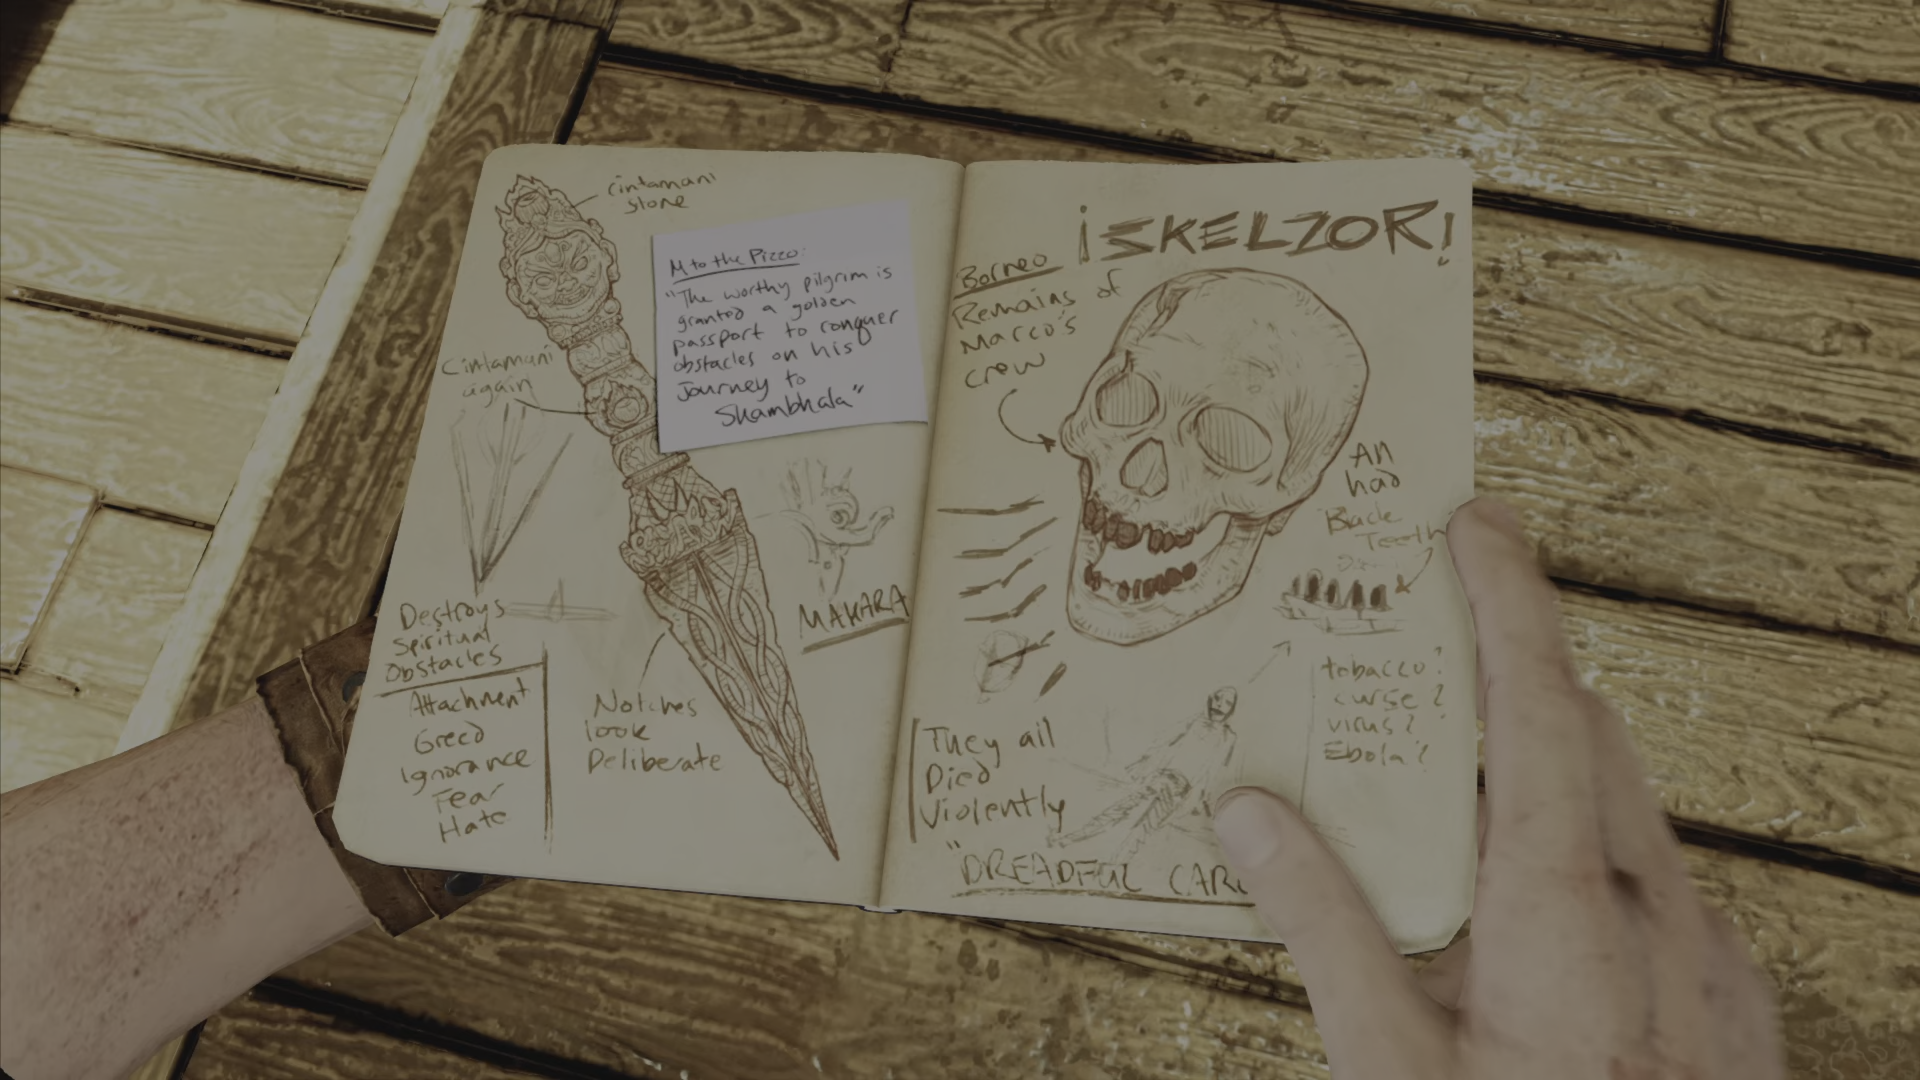 Cintamani
Stone
M to the Pizzo:
"The worthy pilgrim is
granted a golden
passport to conquer
obstacles on his
Journey to
Shambhala"
Cintamani
again
MAKARA
Destroys
Spiritual
Obstacles
Attachment
Greed
Ignorance
Fear
Hate
Notches
look
Deliberate
¡SKELZOR!
Borneo
Remains of
Marco's
crew
All
had
Black
Teeth
tobacco?
curse?
virus?
Ebola?
They all
Died
Violently
"DREADFUL